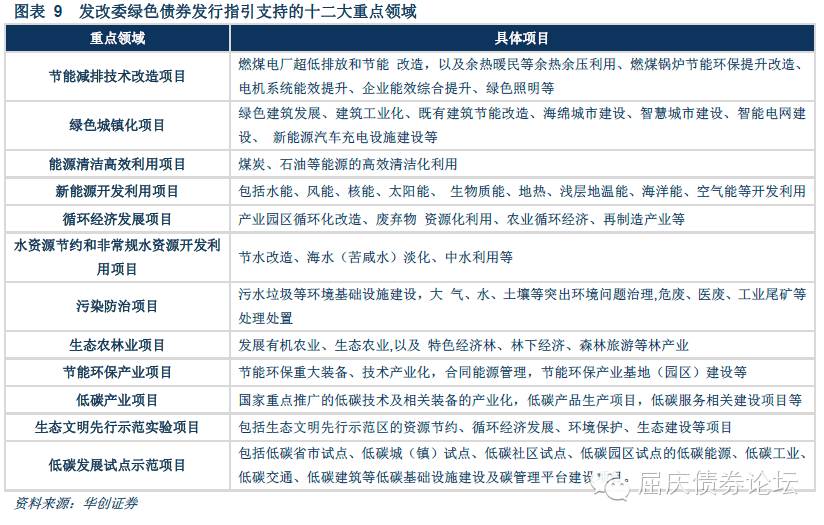 图表 9 发改委绿色债券发行指引支持的十二大重点领域
重点领域 具体项目
节能减排技术改造项目
燃煤电厂超低排放和节能 改造，以及余热暖民等余热余压利用、燃煤锅炉节能环保提升改造、
电机系统能效提升、企业能效综合提升、绿色照明等
绿色城镇化项目
绿色建筑发展、建筑工业化、既有建筑节能改造、海绵城市建设、智慧城市建设、智能电网建
设、 新能源汽车充电设施建设等
能源清洁高效利用项目 煤炭、石油等能源的高效清洁化利用
新能源开发利用项目 包括水能、风能、核能、太阳能、 生物质能、地热、浅层地温能、海洋能、空气能等开发利用
循环经济发展项目 产业园区循环化改造、废弃物 资源化利用、农业循环经济、再制造产业等
水资源节约和非常规水资源开发利
用项目
节水改造、海水（苦咸水）淡化、中水利用等
污染防治项目
污水垃圾等环境基础设施建设，大 气、水、土壤等突出环境问题治理,危废、医废、工业尾矿等
处理处置
生态农林业项目 发展有机农业、生态农业,以及 特色经济林、林下经济、森林旅游等林产业
节能环保产业项目 节能环保重大装备、技术产业化，合同能源管理，节能环保产业基地（园区）建设等
低碳产业项目 国家重点推广的低碳技术及相关装备的产业化，低碳产品生产项目，低碳服务相关建设项目等
生态文明先行示范实验项目 包括生态文明先行示范区的资源节约、循环经济发展、环境保护、生态建设等项目
低碳发展试点示范项目
包括低碳省市试点、低碳城（镇）试点、低碳社区试点、低碳园区试点的低碳能源、低碳工业、
低碳交通、低碳建筑等低碳基础设施建设及碳管理平台建设 目。
资料来源：华创证券
屈庆债券论坛